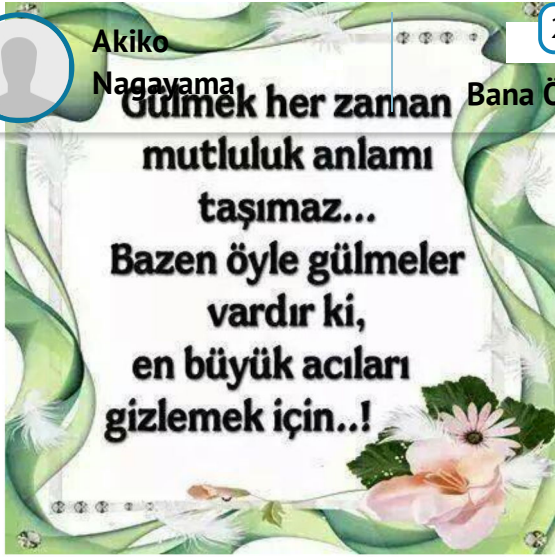 Akiko
Nagayama
Bana Ö
Gülmek her zaman
mutluluk anlamı
taşımaz...
Bazen öyle gülmeler
vardır ki,
en büyük acıları
gizlemek için..!